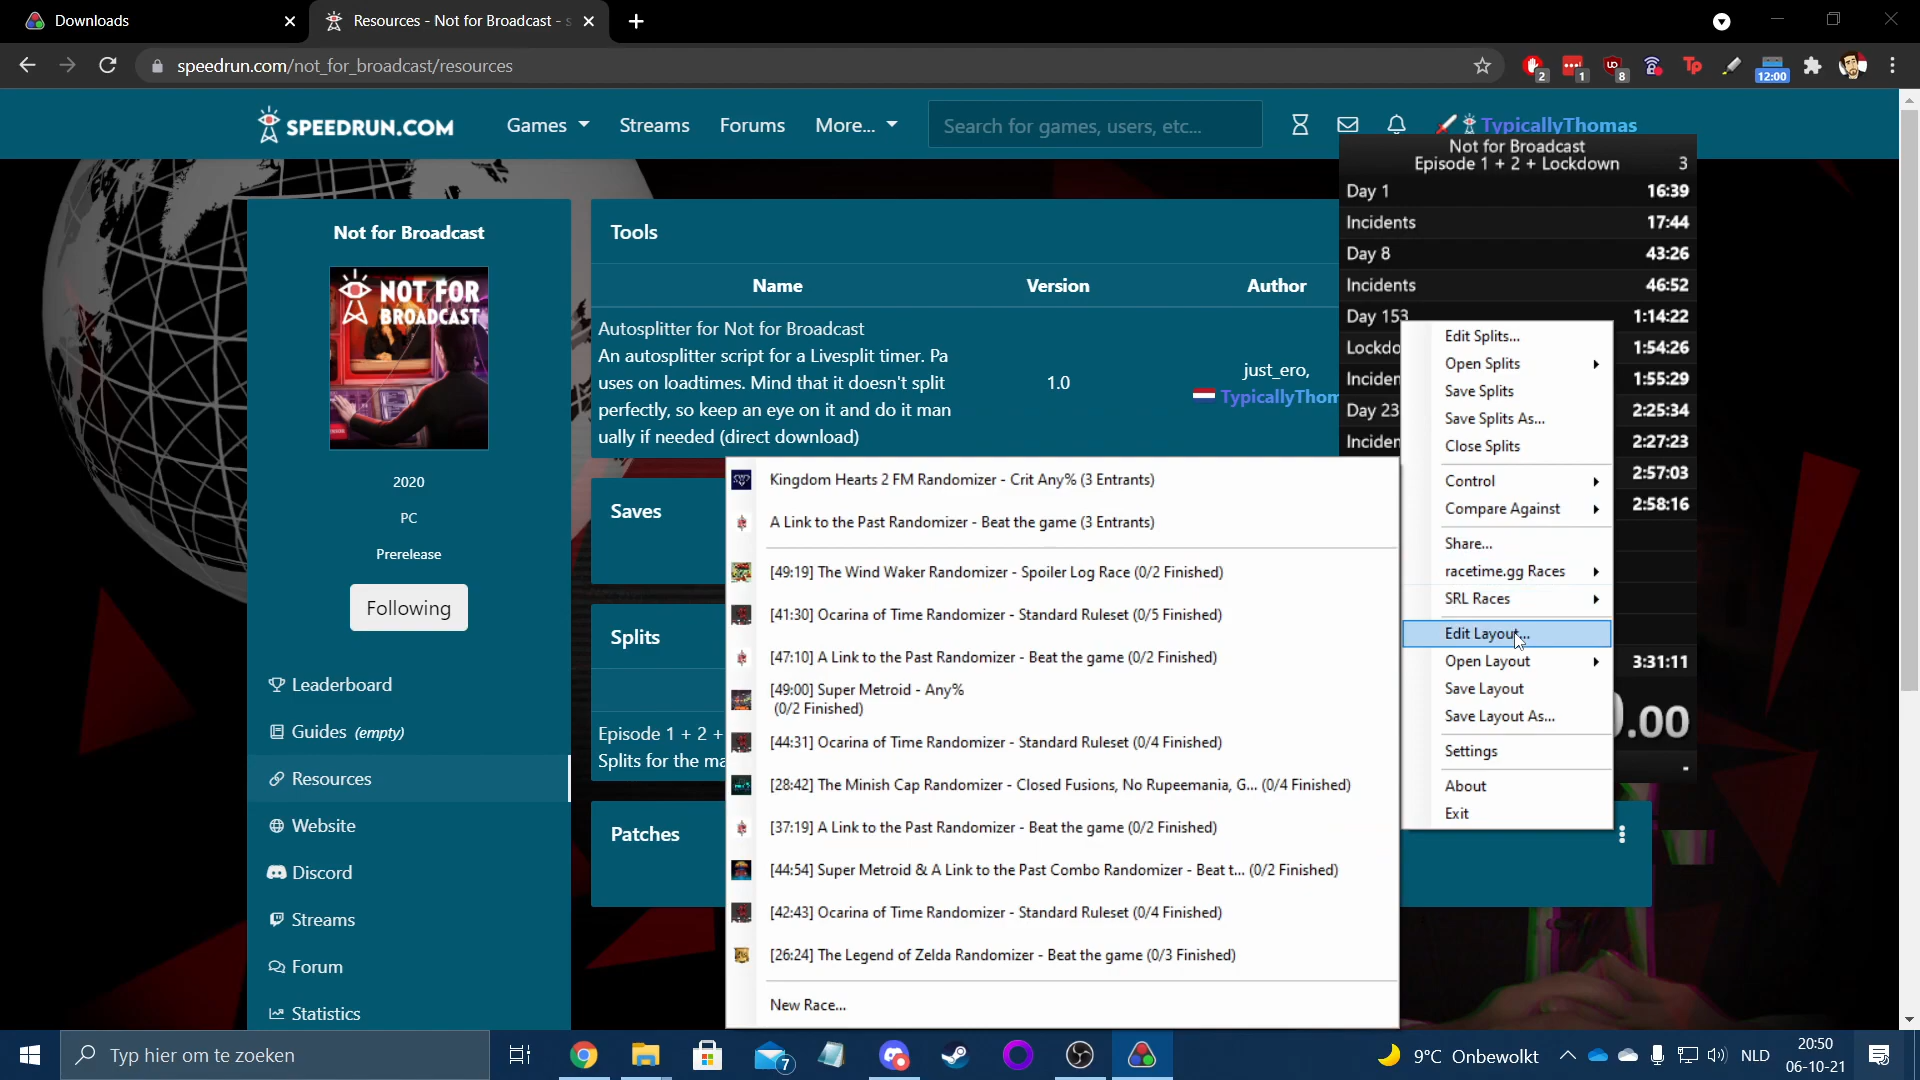 Downloads
Resources - Not for Broadcast - s
speedrun.com/not_for_broadcast/resources
2
1
8
Tp
12:00
SPEEDRUN.COM
Games
Streams
Forums
More...
Search for games, users, etc...
TypicallyThomas
Not for Broadcast
NOT FOR
BROADCAST
2020
PC
Prerelease
Following
Leaderboard
Guides (empty)
Resources
Website
Discord
Streams
Forum
Statistics
Tools
Name
Version
Author
Autosplitter for Not for Broadcast
An autosplitter script for a Livesplit timer. Pa
uses on loadtimes. Mind that it doesn't split
perfectly, so keep an eye on it and do it man
ually if needed (direct download)
1.0
just_ero,
TypicallyThom
Saves
Splits
Episode 1 + 2 +
Splits for the ma
Patches
Not for Broadcast
Episode 1 + 2 + Lockdown 3
Day 1 16:39
Incidents 17:44
Day 8 43:26
Incidents 46:52
Day 153 1:14:22
Lockdo 1:54:26
Inciden 1:55:29
Day 23 2:25:34
Inciden 2:27:23
2:57:03
2:58:16
3:31:11
.00
-
Edit Splits...
Open Splits
Save Splits
Save Splits As...
Close Splits
Control
Compare Against
Share...
racetime.gg Races
SRL Races
Edit Layout...
Open Layout
Save Layout
Save Layout As...
Settings
About
Exit
Kingdom Hearts 2 FM Randomizer - Crit Any% (3 Entrants)
A Link to the Past Randomizer - Beat the game (3 Entrants)
[49:19] The Wind Waker Randomizer - Spoiler Log Race (0/2 Finished)
[41:30] Ocarina of Time Randomizer - Standard Ruleset (0/5 Finished)
[47:10] A Link to the Past Randomizer - Beat the game (0/2 Finished)
[49:00] Super Metroid - Any%
(0/2 Finished)
[44:31] Ocarina of Time Randomizer - Standard Ruleset (0/4 Finished)
[28:42] The Minish Cap Randomizer - Closed Fusions, No Rupeemania, G... (0/4 Finished)
[37:19] A Link to the Past Randomizer - Beat the game (0/2 Finished)
[44:54] Super Metroid & A Link to the Past Combo Randomizer - Beat t... (0/2 Finished)
[42:43] Ocarina of Time Randomizer - Standard Ruleset (0/4 Finished)
[26:24] The Legend of Zelda Randomizer - Beat the game (0/3 Finished)
New Race...
Typ hier om te zoeken
7
9°C Onbewolkt
NLD
20:50
06-10-21